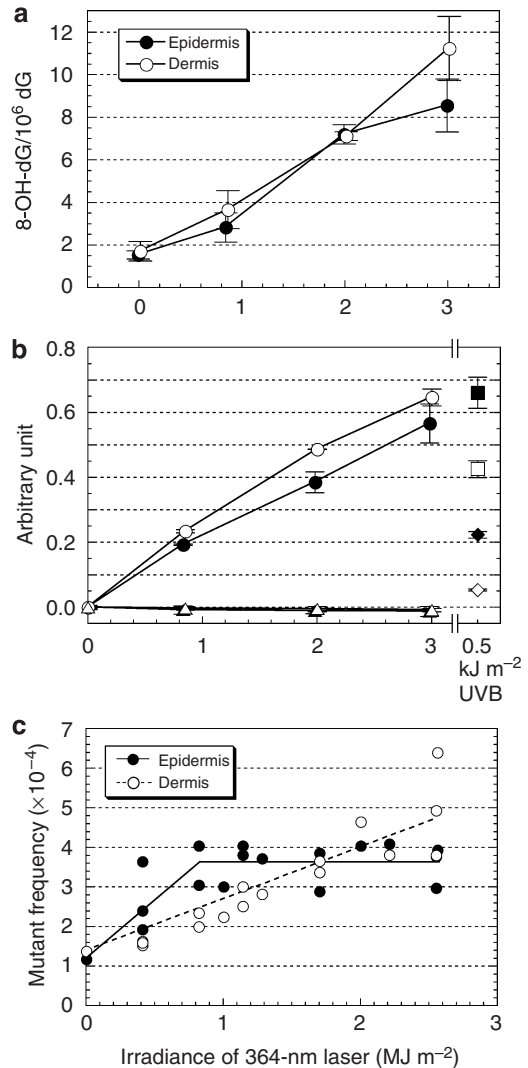 a
12
10
8
6
4
2
0
8-OH-dG/10⁶ dG
Epidermis
Dermis
0 1 2 3
b
0.8
0.6
0.4
0.2
0.0
Arbitrary unit
0 1 2 3 0.5
kJ m⁻²
UVB
c
7
6
5
4
3
2
1
0
Mutant frequency (×10⁻⁴)
Epidermis
Dermis
0 1 2 3
Irradiance of 364-nm laser (MJ m⁻²)